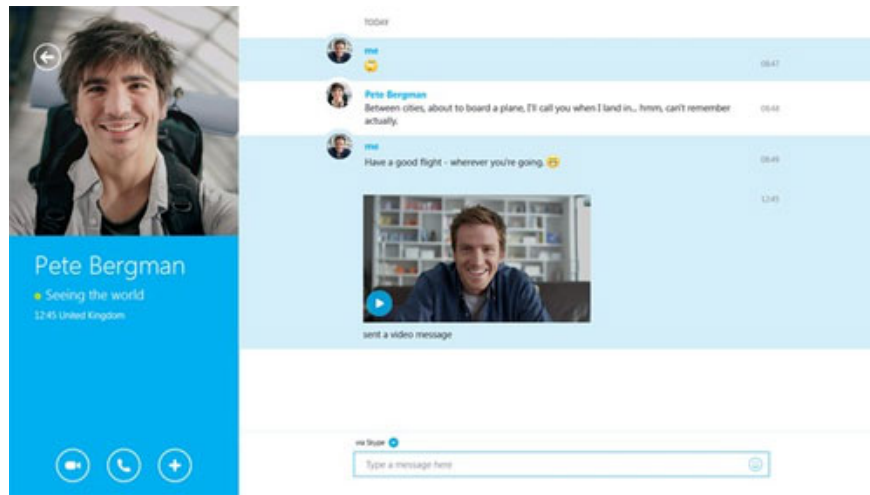 Pete Bergman
Seeing the world
12:45 United Kingdom
TODAY
me
08:47
Pete Bergman
Between cities, about to board a plane, I'll call you when I land in... hmm, can't remember
08:48
actually.
me
Have a good flight - wherever you're going.
08:49
12:45
sent a video message
via Skype
Type a message here